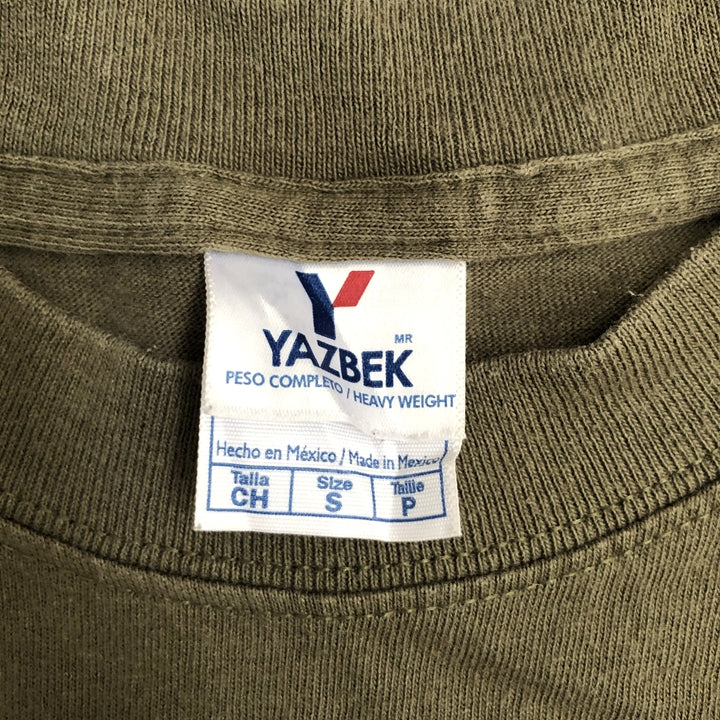 Y
YAZBEK MR
PESO COMPLETO / HEAVY WEIGHT
Hecho en México / Made in Mexico
Talla Size Taille
CH S P